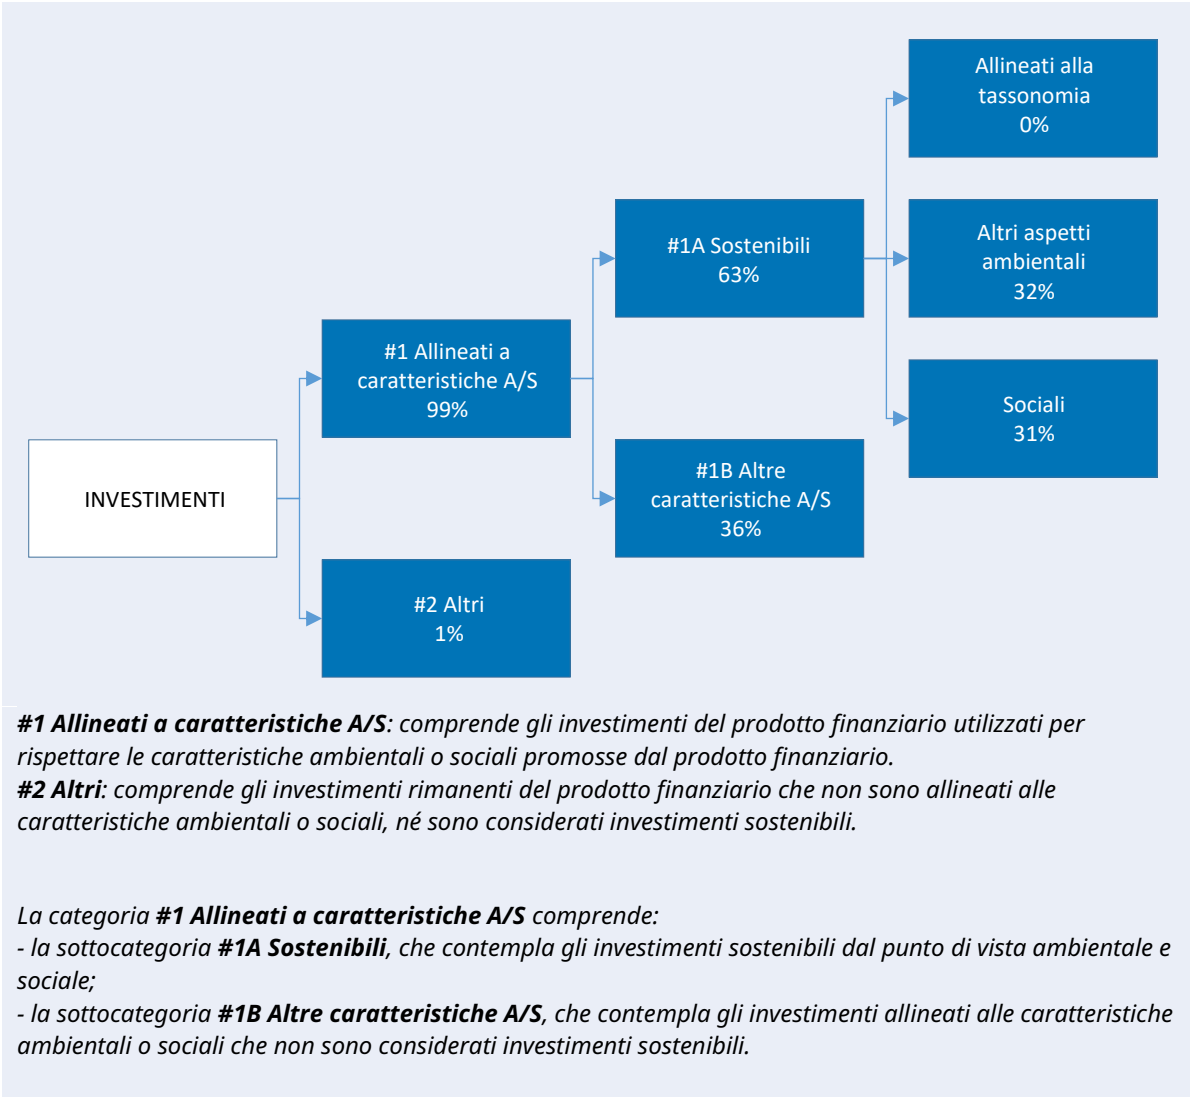 Allineati alla
tassonomia
0%
#1A Sostenibili
63%
Altri aspetti
ambientali
32%
#1 Allineati a
caratteristiche A/S
99%
Sociali
31%
INVESTIMENTI
#1B Altre
caratteristiche A/S
36%
#2 Altri
1%
#1 Allineati a caratteristiche A/S: comprende gli investimenti del prodotto finanziario utilizzati per
rispettare le caratteristiche ambientali o sociali promosse dal prodotto finanziario.
#2 Altri: comprende gli investimenti rimanenti del prodotto finanziario che non sono allineati alle
caratteristiche ambientali o sociali, né sono considerati investimenti sostenibili.
La categoria #1 Allineati a caratteristiche A/S comprende:
- la sottocategoria #1A Sostenibili, che contempla gli investimenti sostenibili dal punto di vista ambientale e
sociale;
- la sottocategoria #1B Altre caratteristiche A/S, che contempla gli investimenti allineati alle caratteristiche
ambientali o sociali che non sono considerati investimenti sostenibili.